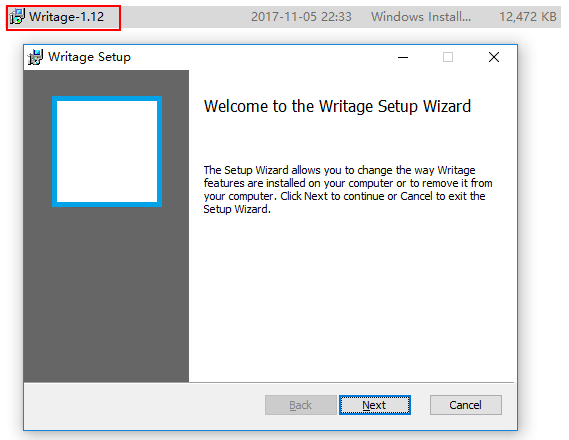 Writage-1.12 2017-11-05 22:33 Windows Install... 12,472 KB
Writage Setup
Welcome to the Writage Setup Wizard
The Setup Wizard allows you to change the way Writage
features are installed on your computer or to remove it from
your computer. Click Next to continue or Cancel to exit the
Setup Wizard.
Back Next Cancel